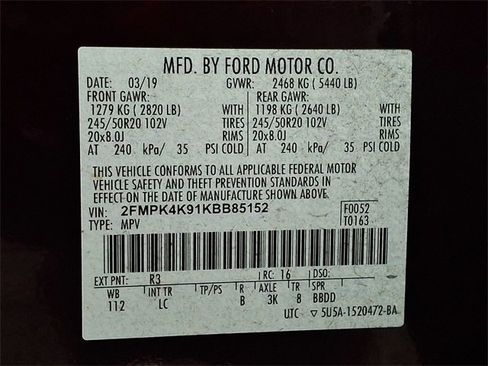 MFD. BY FORD MOTOR CO.
DATE: 03/19 GVWR: 2468 KG ( 5440 LB)
FRONT GAWR: REAR GAWR:
1279 KG ( 2820 LB) WITH 1198 KG ( 2640 LB) WITH
245/50R20 102V TIRES 245/50R20 102V TIRES
20x8.0J RIMS 20x8.0J RIMS
AT 240 kPa/ 35 PSI COLD AT 240 kPa/ 35 PSI COLD
THIS VEHICLE CONFORMS TO ALL APPLICABLE FEDERAL MOTOR
VEHICLE SAFETY AND THEFT PREVENTION STANDARDS IN
EFFECT ON THE DATE OF MANUFACTURE SHOWN ABOVE.
VIN: 2FMPK4K91KBB85152 F0052
TYPE: MPV T0163
EXT PNT: R3 RC: 16 DSO:
WB INT TR TP/PS R AXLE TR SPR
112 LC B 3K 8 BBDD
UTC ▽ 5U5A-1520472-BA